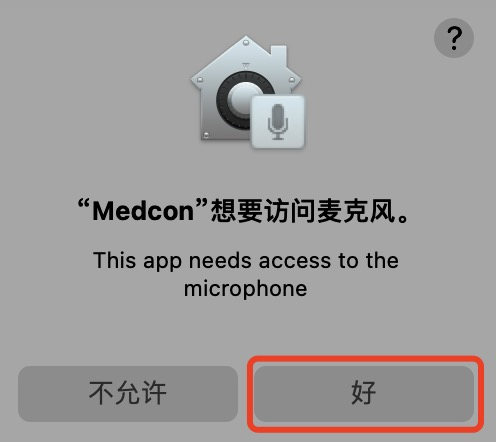 ?
“Medcon”想要访问麦克风。
This app needs access to the
microphone
不允许
好